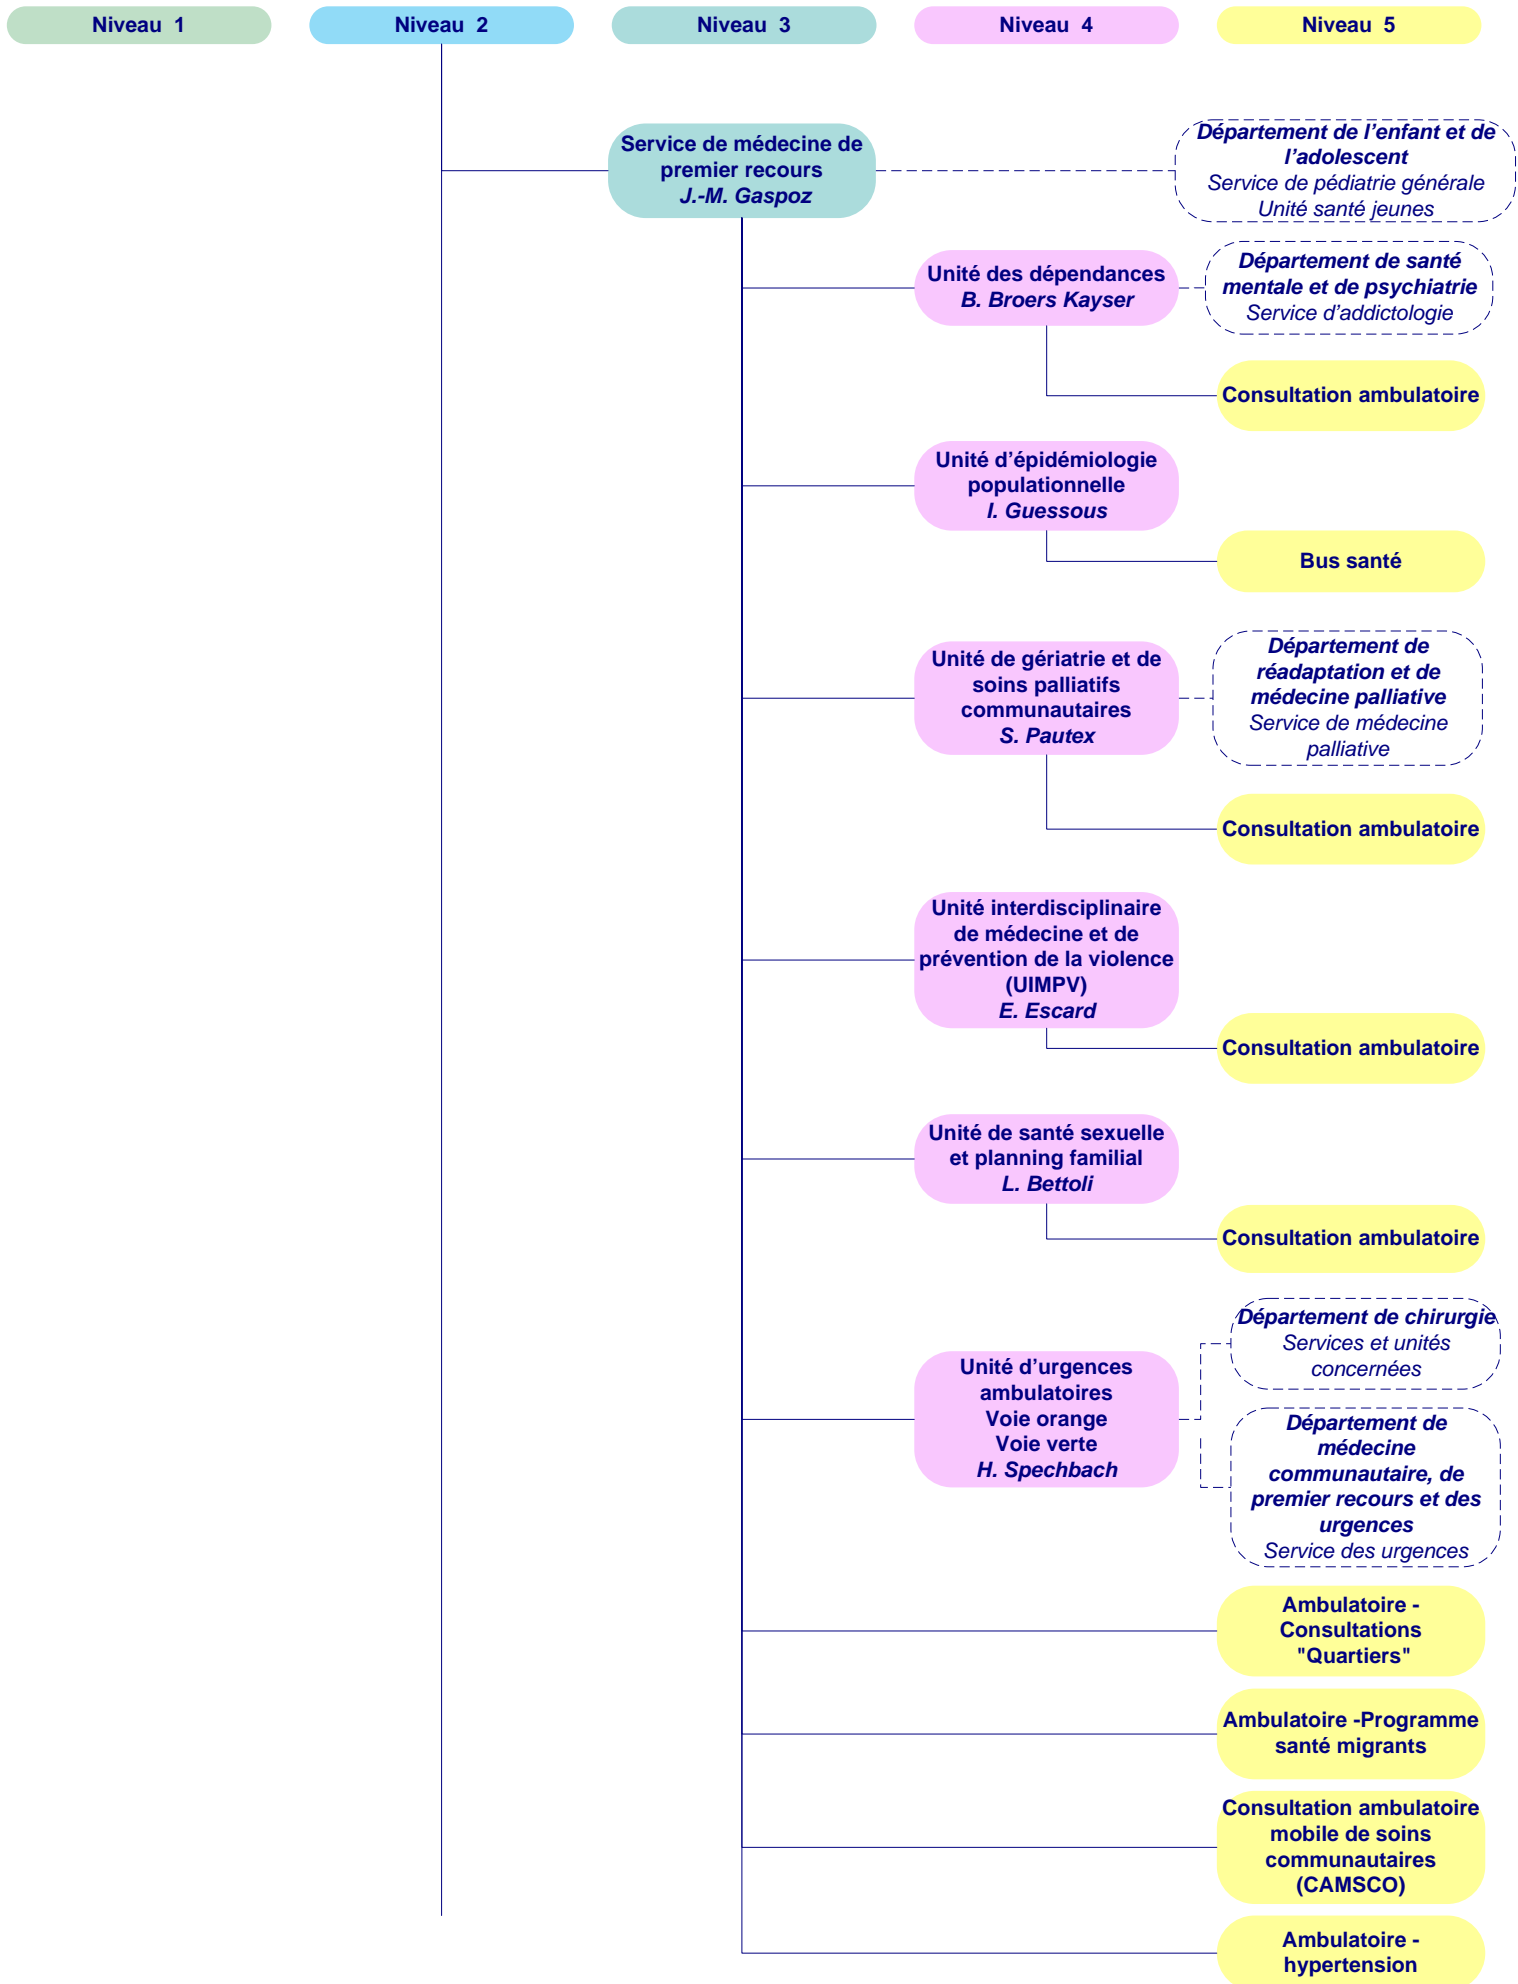 Niveau 1
Niveau 2
Niveau 3
Niveau 4
Niveau 5
Service de médecine de
premier recours
J.-M. Gaspoz
Département de l’enfant et de
l’adolescent
Service de pédiatrie générale
Unité santé jeunes
Unité des dépendances
B. Broers Kayser
Département de santé
mentale et de psychiatrie
Service d’addictologie
Consultation ambulatoire
Unité d’épidémiologie
populationnelle
I. Guessous
Bus santé
Unité de gériatrie et de
soins palliatifs
communautaires
S. Pautex
Département de
réadaptation et de
médecine palliative
Service de médecine
palliative
Consultation ambulatoire
Unité interdisciplinaire
de médecine et de
prévention de la violence
(UIMPV)
E. Escard
Consultation ambulatoire
Unité de santé sexuelle
et planning familial
L. Bettoli
Consultation ambulatoire
Unité d’urgences
ambulatoires
Voie orange
Voie verte
H. Spechbach
Département de chirurgie
Services et unités
concernées
Département de
médecine
communautaire, de
premier recours et des
urgences
Service des urgences
Ambulatoire -
Consultations
"Quartiers"
Ambulatoire -Programme
santé migrants
Consultation ambulatoire
mobile de soins
communautaires
(CAMSCO)
Ambulatoire -
hypertension